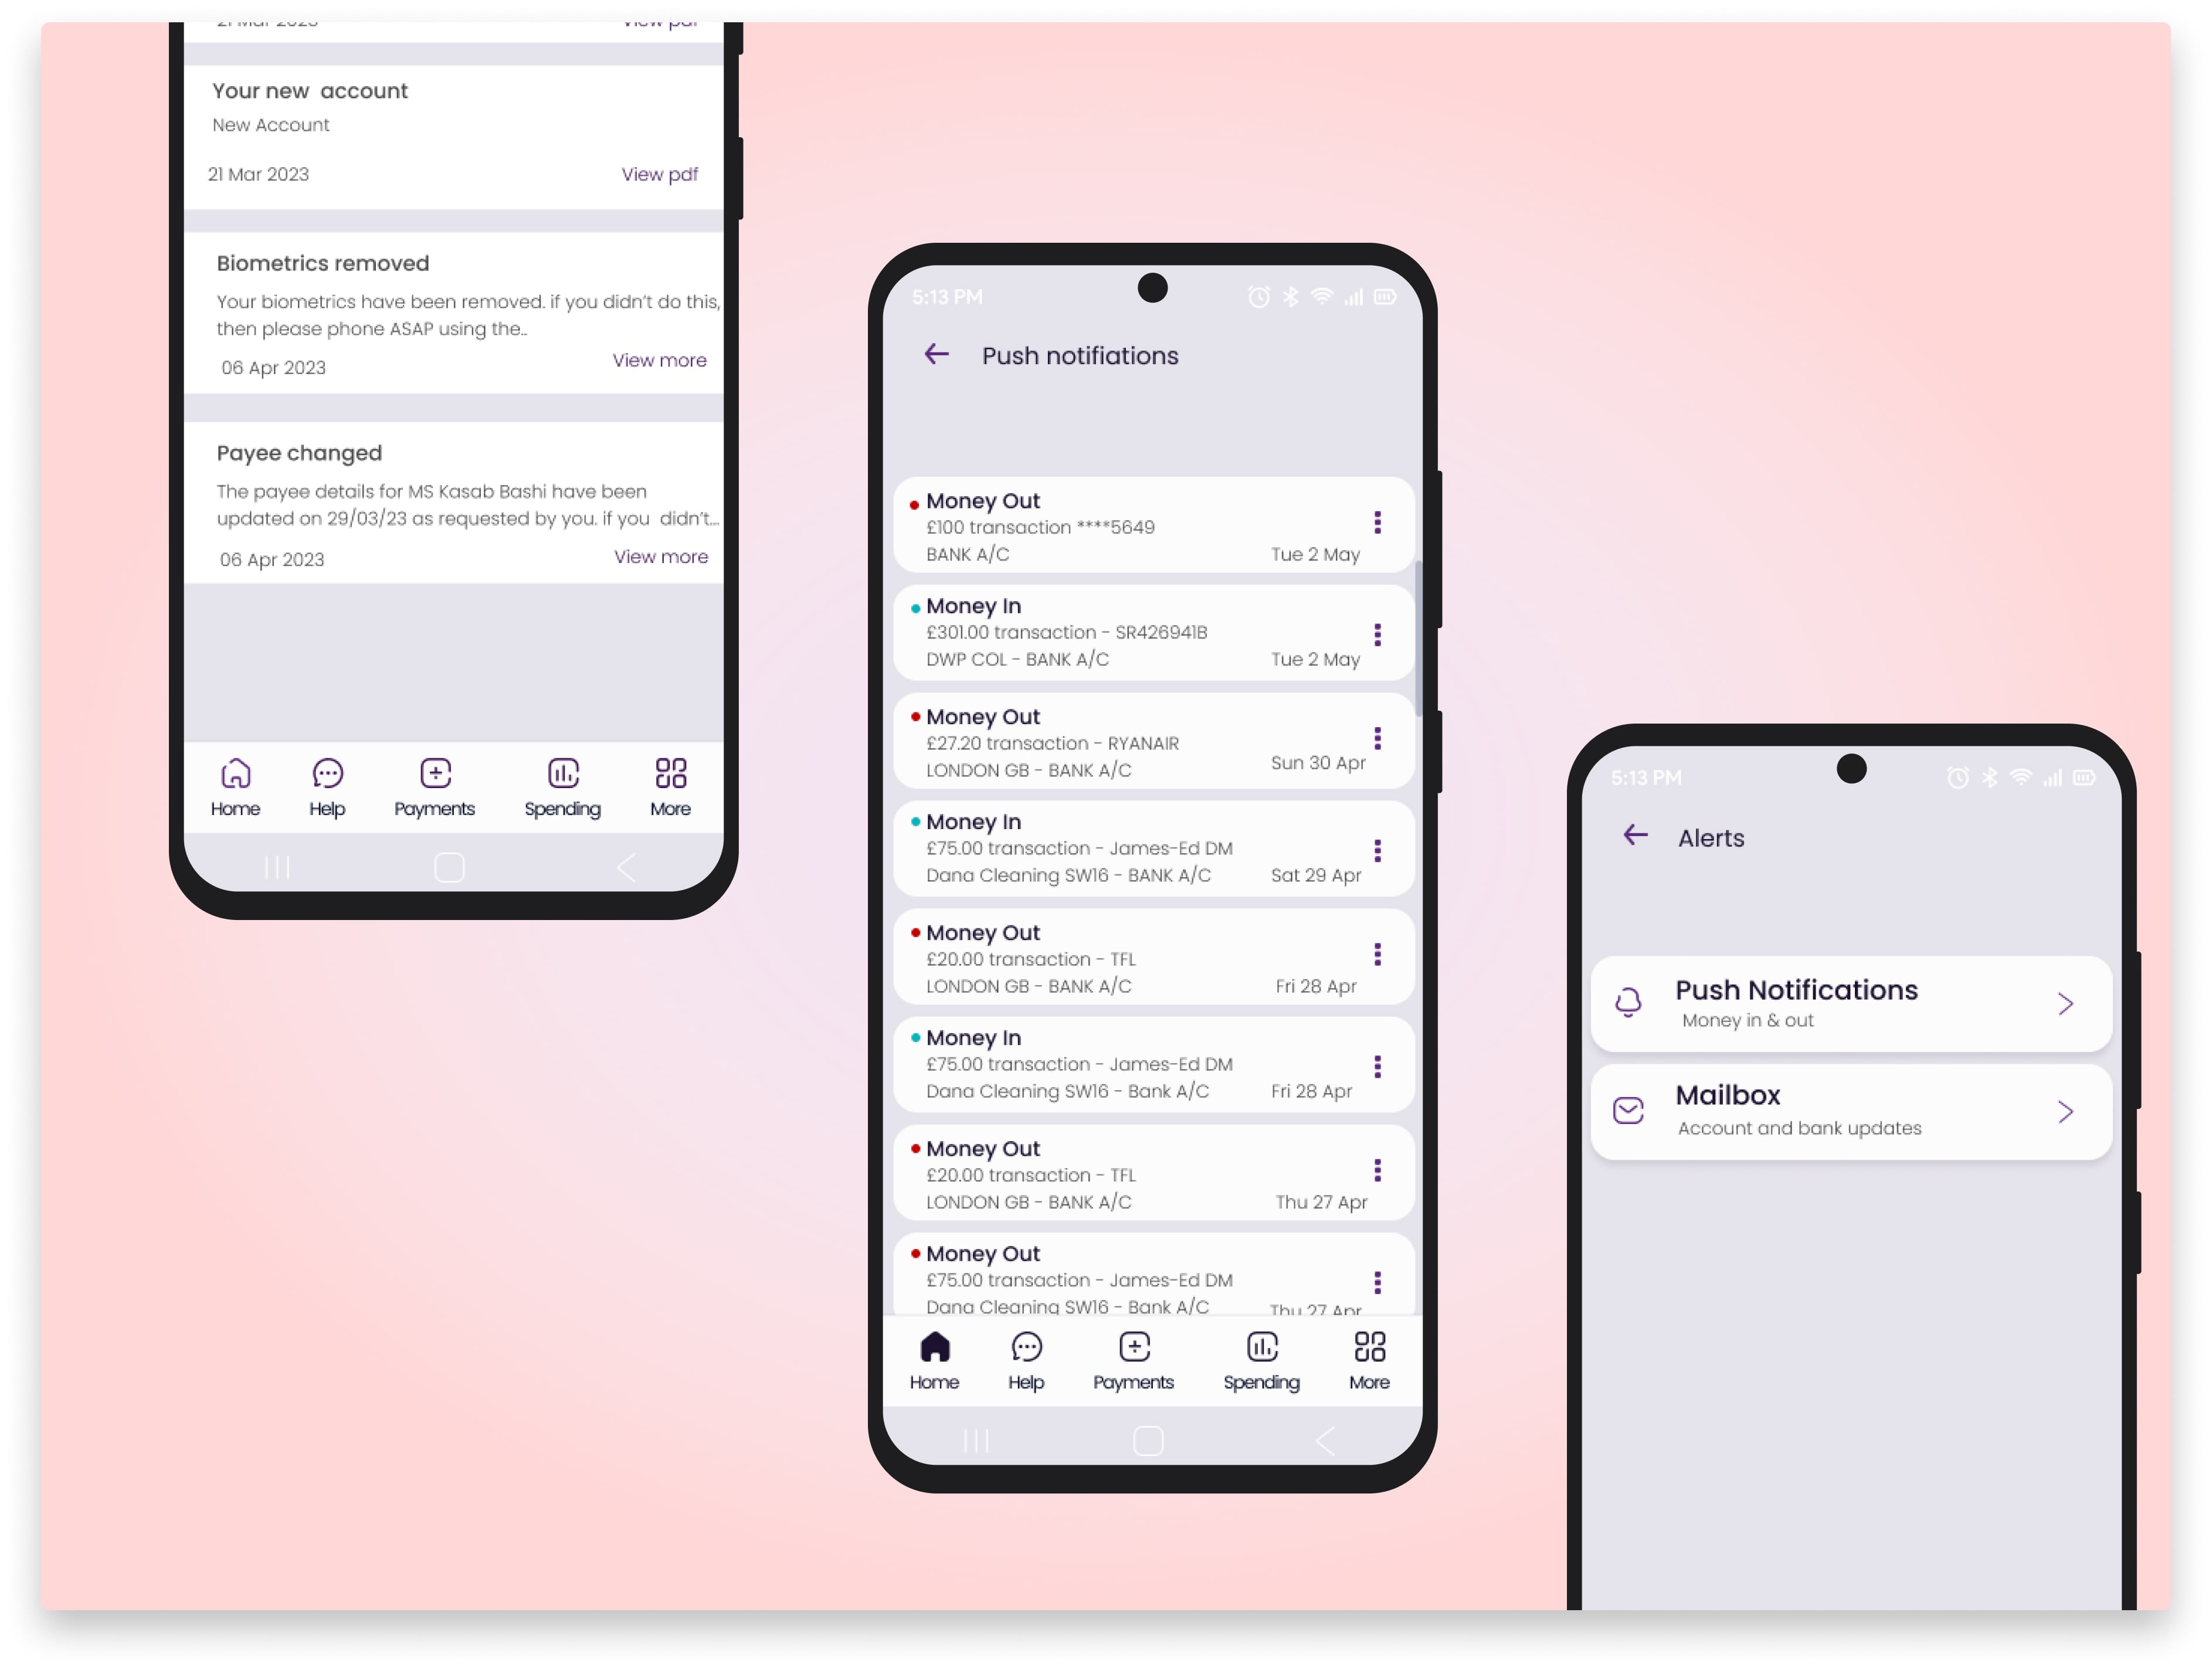 21 Mar 2023 View pdf
Your new account
New Account
21 Mar 2023 View pdf
Biometrics removed
Your biometrics have been removed. if you didn't do this,
then please phone ASAP using the..
06 Apr 2023 View more
Payee changed
The payee details for MS Kasab Bashi have been
updated on 29/03/23 as requested by you. if you didn't...
06 Apr 2023 View more
Home Help Payments Spending More
5:13 PM
Push notifiations
Money Out
£100 transaction ****5649
BANK A/C Tue 2 May
Money In
£301.00 transaction - SR426941B
DWP COL - BANK A/C Tue 2 May
Money Out
£27.20 transaction - RYANAIR
LONDON GB - BANK A/C Sun 30 Apr
Money In
£75.00 transaction - James-Ed DM
Dana Cleaning SW16 - BANK A/C Sat 29 Apr
Money Out
£20.00 transaction - TFL
LONDON GB - BANK A/C Fri 28 Apr
Money In
£75.00 transaction - James-Ed DM
Dana Cleaning SW16 - Bank A/C Fri 28 Apr
Money Out
£20.00 transaction - TFL
LONDON GB - BANK A/C Thu 27 Apr
Money Out
£75.00 transaction - James-Ed DM
Dana Cleaning SW16 - Bank A/C Thu 27 Apr
Home Help Payments Spending More
5:13 PM
Alerts
Push Notifications
Money in & out
Mailbox
Account and bank updates